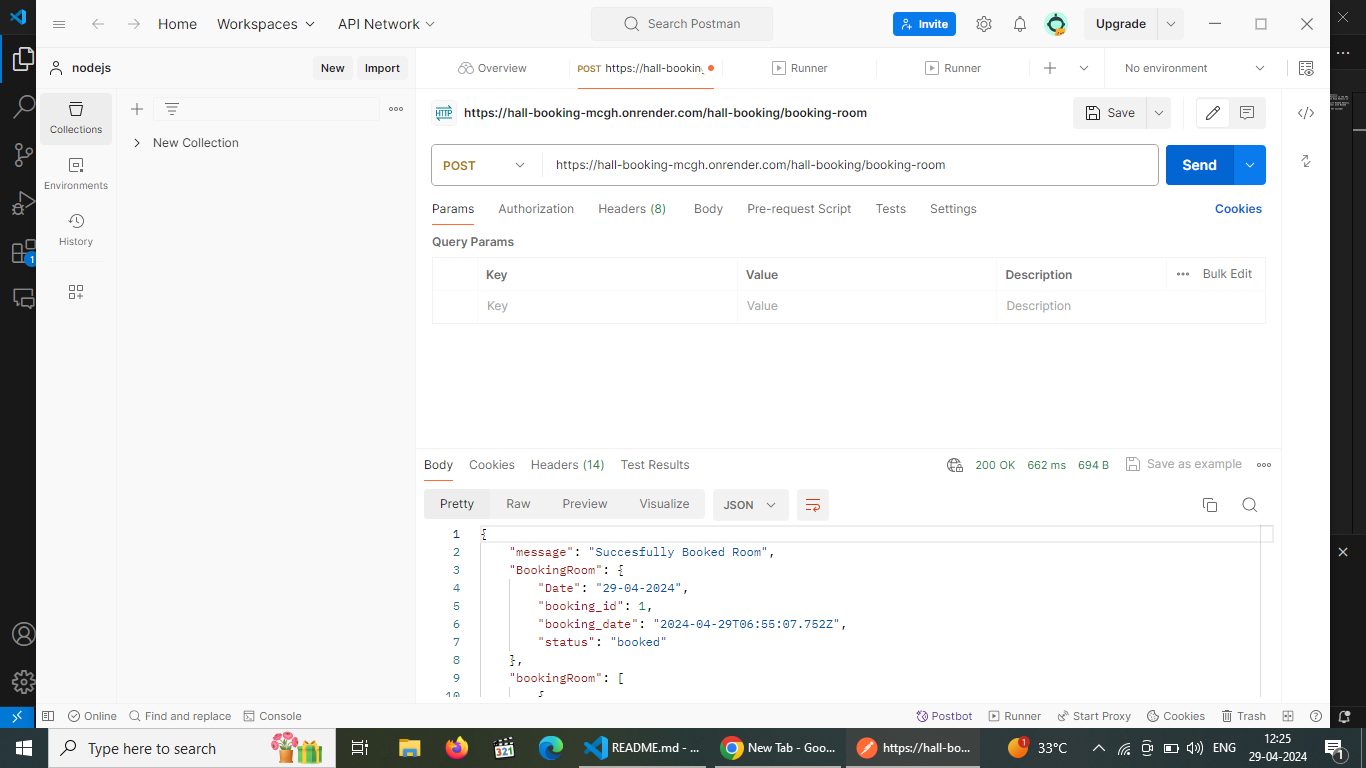 Home Workspaces API Network Search Postman Invite Upgrade
nodejs New Import Overview POST https://hall-bookin Runner Runner No environment
Collections
New Collection
Environments
History
https://hall-booking-mcgh.onrender.com/hall-booking/booking-room Save
POST https://hall-booking-mcgh.onrender.com/hall-booking/booking-room Send
Params Authorization Headers (8) Body Pre-request Script Tests Settings Cookies
Query Params
Key Value Description Bulk Edit
Key Value Description
Body Cookies Headers (14) Test Results 200 OK 662 ms 694 B Save as example
Pretty Raw Preview Visualize JSON
1 {
2 "message": "Succesfully Booked Room",
3 "BookingRoom": {
4 "Date": "29-04-2024",
5 "booking_id": 1,
6 "booking_date": "2024-04-29T06:55:07.752Z",
7 "status": "booked"
8 },
9 "bookingRoom": [
10 {
1
Online Find and replace Console Postbot Runner Start Proxy Cookies Trash
Type here to search 321 README.md - ... New Tab - Goo... https://hall-bo... 1 33°C ENG 12:25
29-04-2024 1